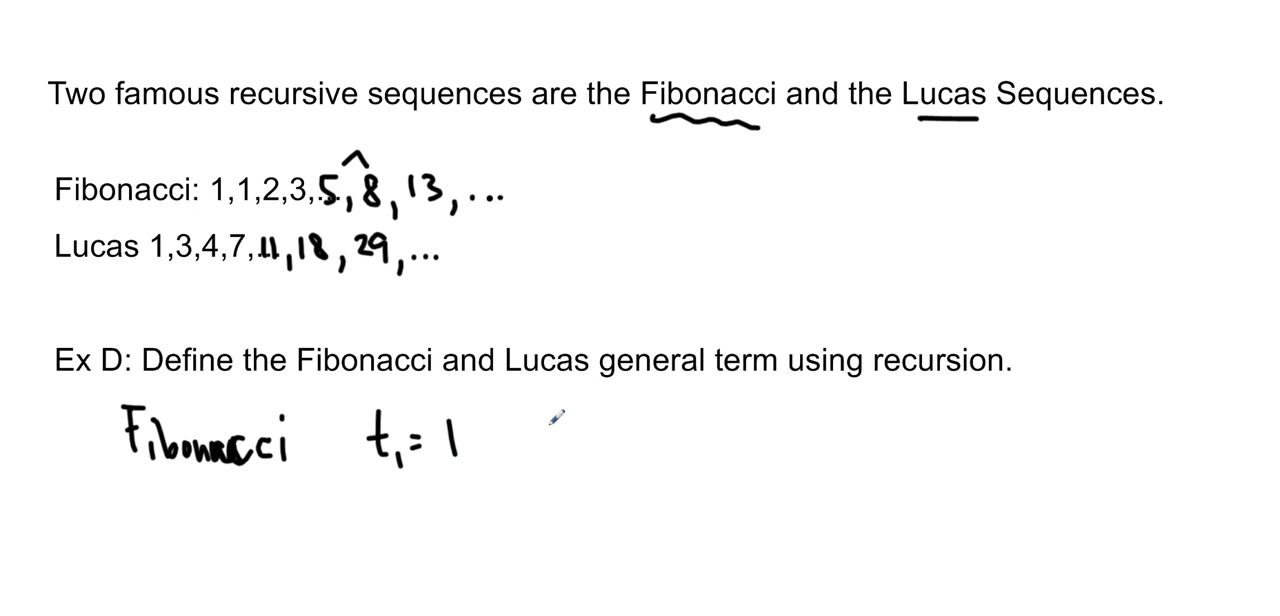 Two famous recursive sequences are the Fibonacci and the Lucas Sequences.
Fibonacci: 1,1,2,3,5,8,13,...
Lucas 1,3,4,7,11,18,29,...
Ex D: Define the Fibonacci and Lucas general term using recursion.
Fibonacci t₁= 1